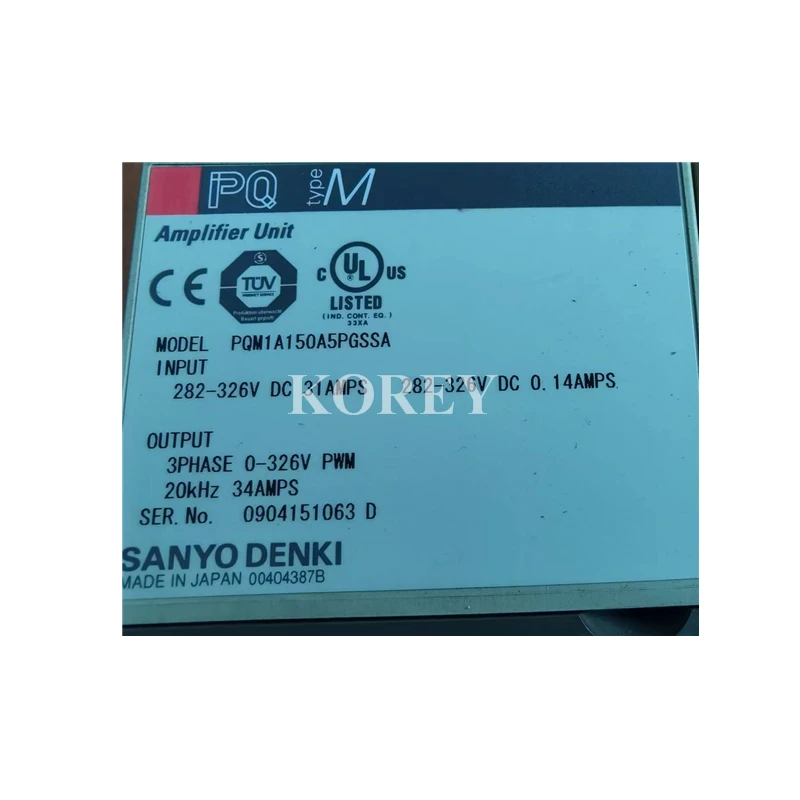 PQ type M
Amplifier Unit
CE TÜV C UL US
LISTED
(IND. CONT. EQ.)
33XA
MODEL PQM1A150A5PGSSA
INPUT
282-326V DC 31AMPS 282-326V DC 0.14AMPS
KOREY
OUTPUT
3PHASE 0-326V PWM
20kHz 34AMPS
SER.No. 0904151063 D
SANYO DENKI
MADE IN JAPAN 00404387B